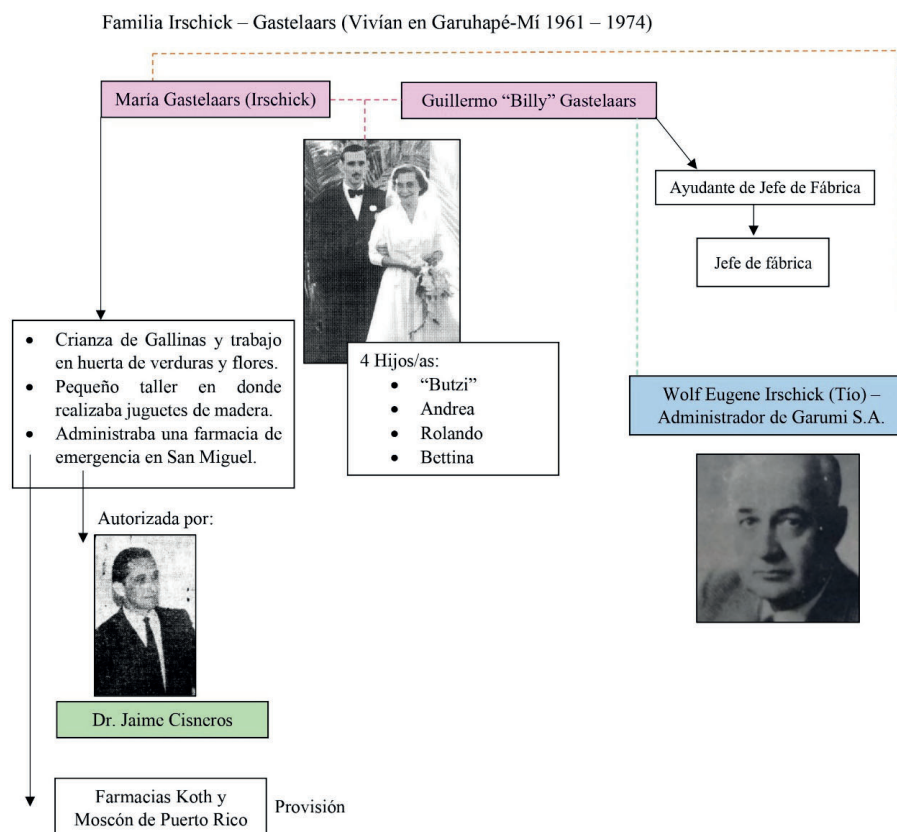 Familia Irschick – Gastelaars (Vivían en Garuhapé-Mí 1961 – 1974)
María Gastelaars (Irschick)
Guillermo “Billy” Gastelaars
Ayudante de Jefe de Fábrica
Jefe de fábrica
• Crianza de Gallinas y trabajo
en huerta de verduras y flores.
• Pequeño taller en donde
realizaba juguetes de madera.
• Administraba una farmacia de
emergencia en San Miguel.
4 Hijos/as:
• “Butzi”
• Andrea
• Rolando
• Bettina
Wolf Eugene Irschick (Tío) –
Administrador de Garumi S.A.
Autorizada por:
Dr. Jaime Cisneros
Farmacias Koth y
Moscón de Puerto Rico
Provisión